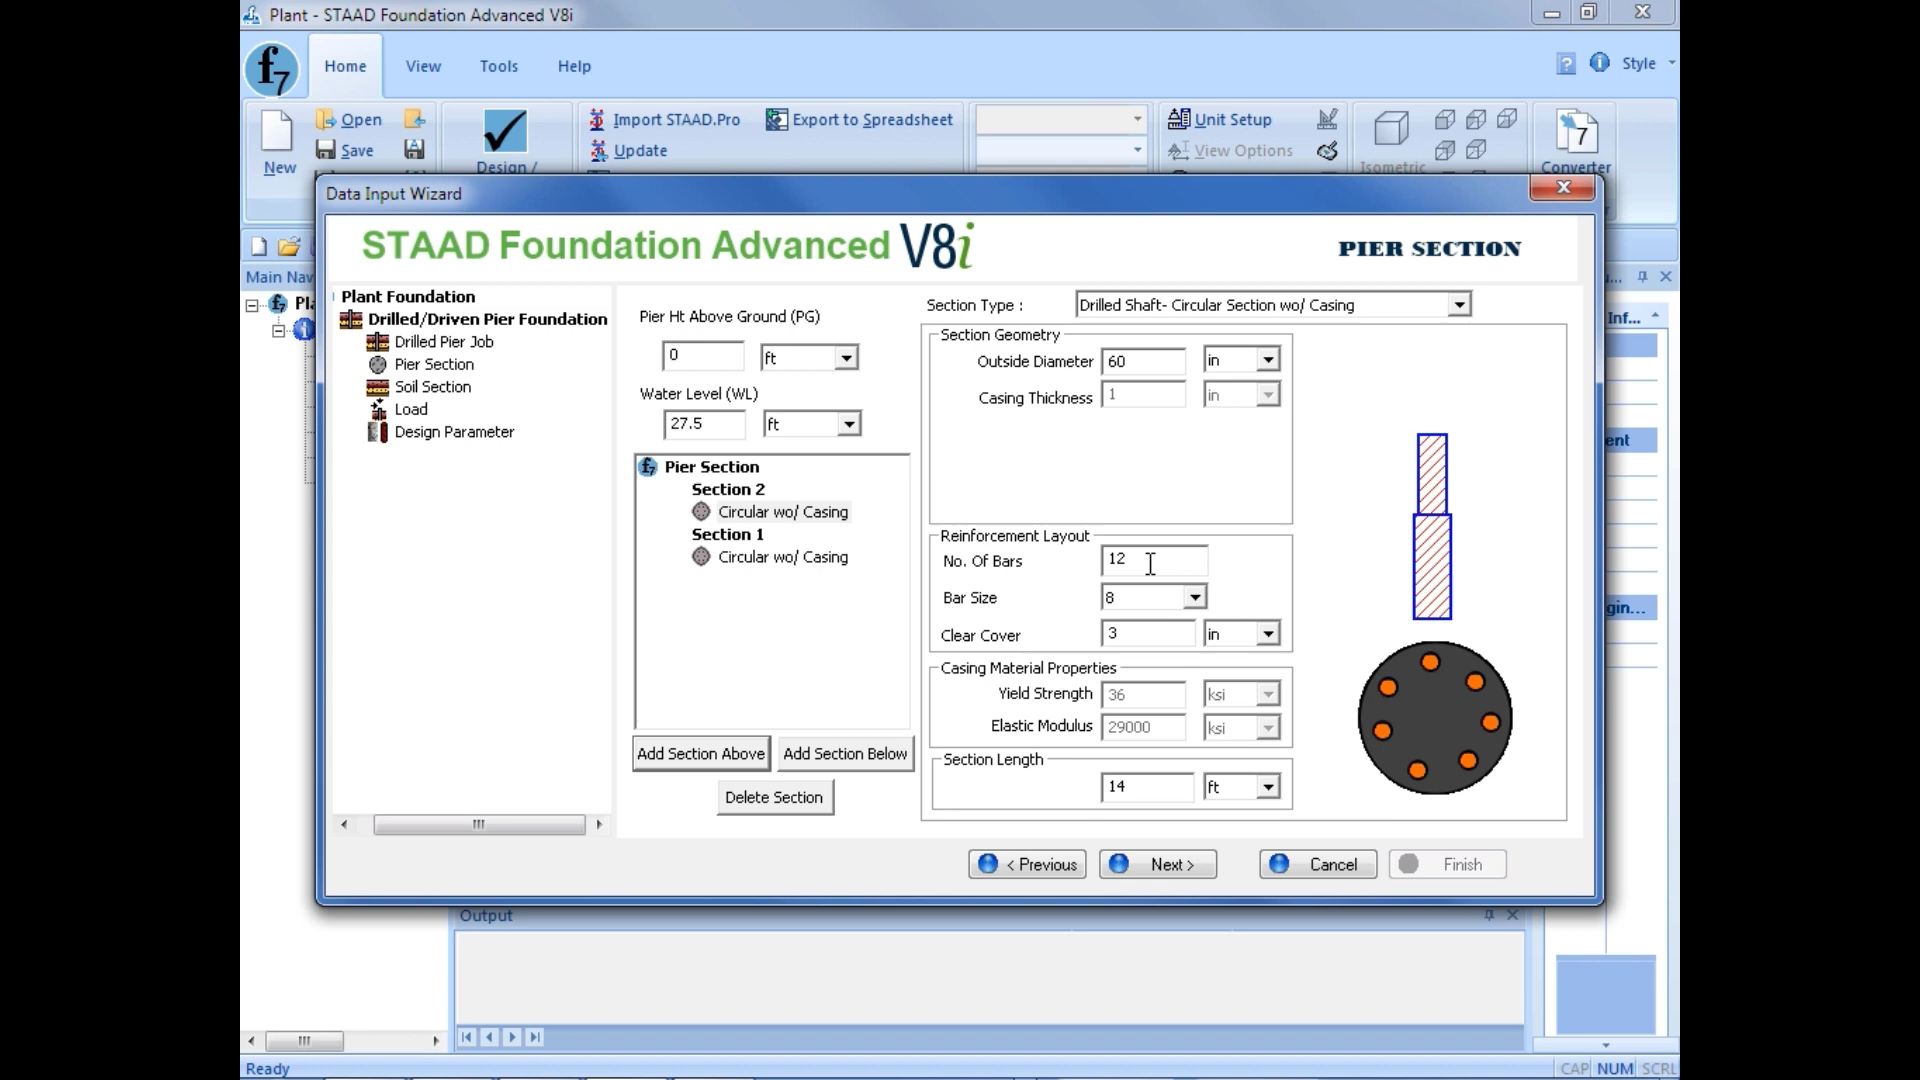 Plant - STAAD Foundation Advanced V8i
f7
Home
View
Tools
Help
Style
New
Open
Save
Design /
Import STAAD.Pro
Update
Export to Spreadsheet
Unit Setup
View Options
Isometric
7
Converter
Data Input Wizard
STAAD Foundation Advanced V8i
PIER SECTION
Main Nav
Pl
Inf...
ent
gin...
Plant Foundation
Drilled/Driven Pier Foundation
Drilled Pier Job
Pier Section
Soil Section
Load
Design Parameter
Pier Ht Above Ground (PG)
0 ft
Water Level (WL)
27.5 ft
Pier Section
Section 2
Circular wo/ Casing
Section 1
Circular wo/ Casing
Add Section Above
Add Section Below
Delete Section
Section Type : Drilled Shaft- Circular Section wo/ Casing
Section Geometry
Outside Diameter 60 in
Casing Thickness 1 in
Reinforcement Layout
No. Of Bars 12
Bar Size 8
Clear Cover 3 in
Casing Material Properties
Yield Strength 36 ksi
Elastic Modulus 29000 ksi
Section Length
14 ft
< Previous
Next >
Cancel
Finish
Output
Ready
CAP NUM SCRL